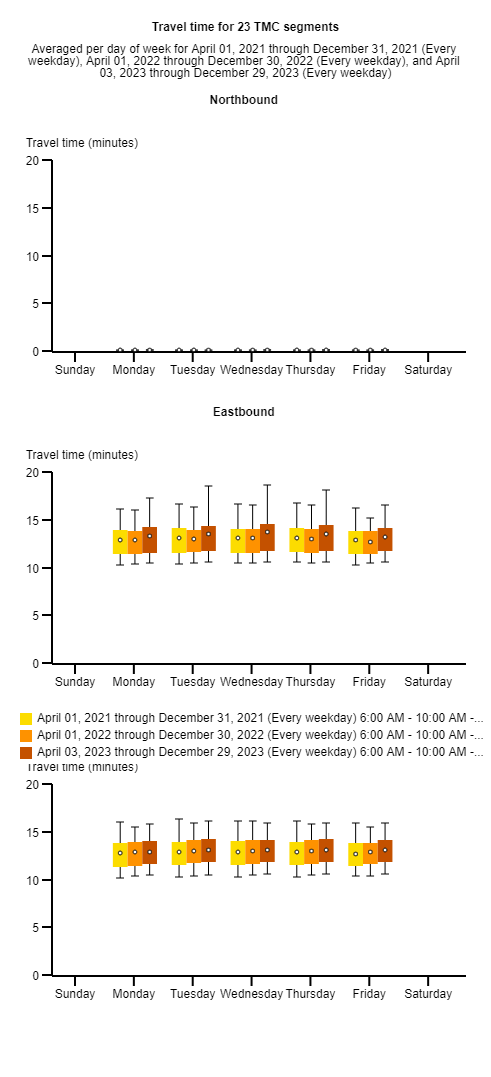 Travel time for 23 TMC segments
Averaged per day of week for April 01, 2021 through December 31, 2021 (Every
weekday), April 01, 2022 through December 30, 2022 (Every weekday), and April
03, 2023 through December 29, 2023 (Every weekday)
Northbound
Travel time (minutes)
20
15
10
5
0
Sunday Monday Tuesday Wednesday Thursday Friday Saturday
Eastbound
Travel time (minutes)
20
15
10
5
0
Sunday Monday Tuesday Wednesday Thursday Friday Saturday
April 01, 2021 through December 31, 2021 (Every weekday) 6:00 AM - 10:00 AM -...
April 01, 2022 through December 30, 2022 (Every weekday) 6:00 AM - 10:00 AM -...
April 03, 2023 through December 29, 2023 (Every weekday) 6:00 AM - 10:00 AM -...
Travel time (minutes)
20
15
10
5
0
Sunday Monday Tuesday Wednesday Thursday Friday Saturday